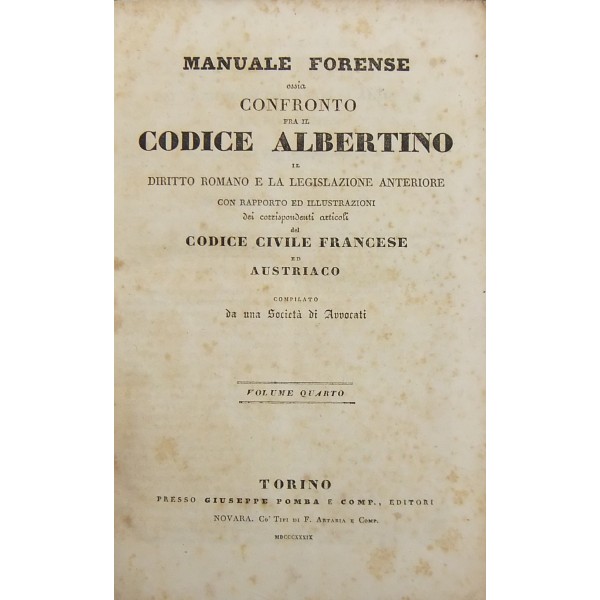 MANUALE FORENSE
ossia
CONFRONTO
FRA IL
CODICE ALBERTINO
IL
DIRITTO ROMANO E LA LEGISLAZIONE ANTERIORE
CON RAPPORTO ED ILLUSTRAZIONI
dei corrispondenti articoli
del
CODICE CIVILE FRANCESE
ED
AUSTRIACO
COMPILATO
da una Società di Avvocati
VOLUME QUARTO
TORINO
PRESSO GIUSEPPE POMBA E COMP., EDITORI
NOVARA. Co' Tipi di F. Artaria e Comp.
MDCCCXXXIX